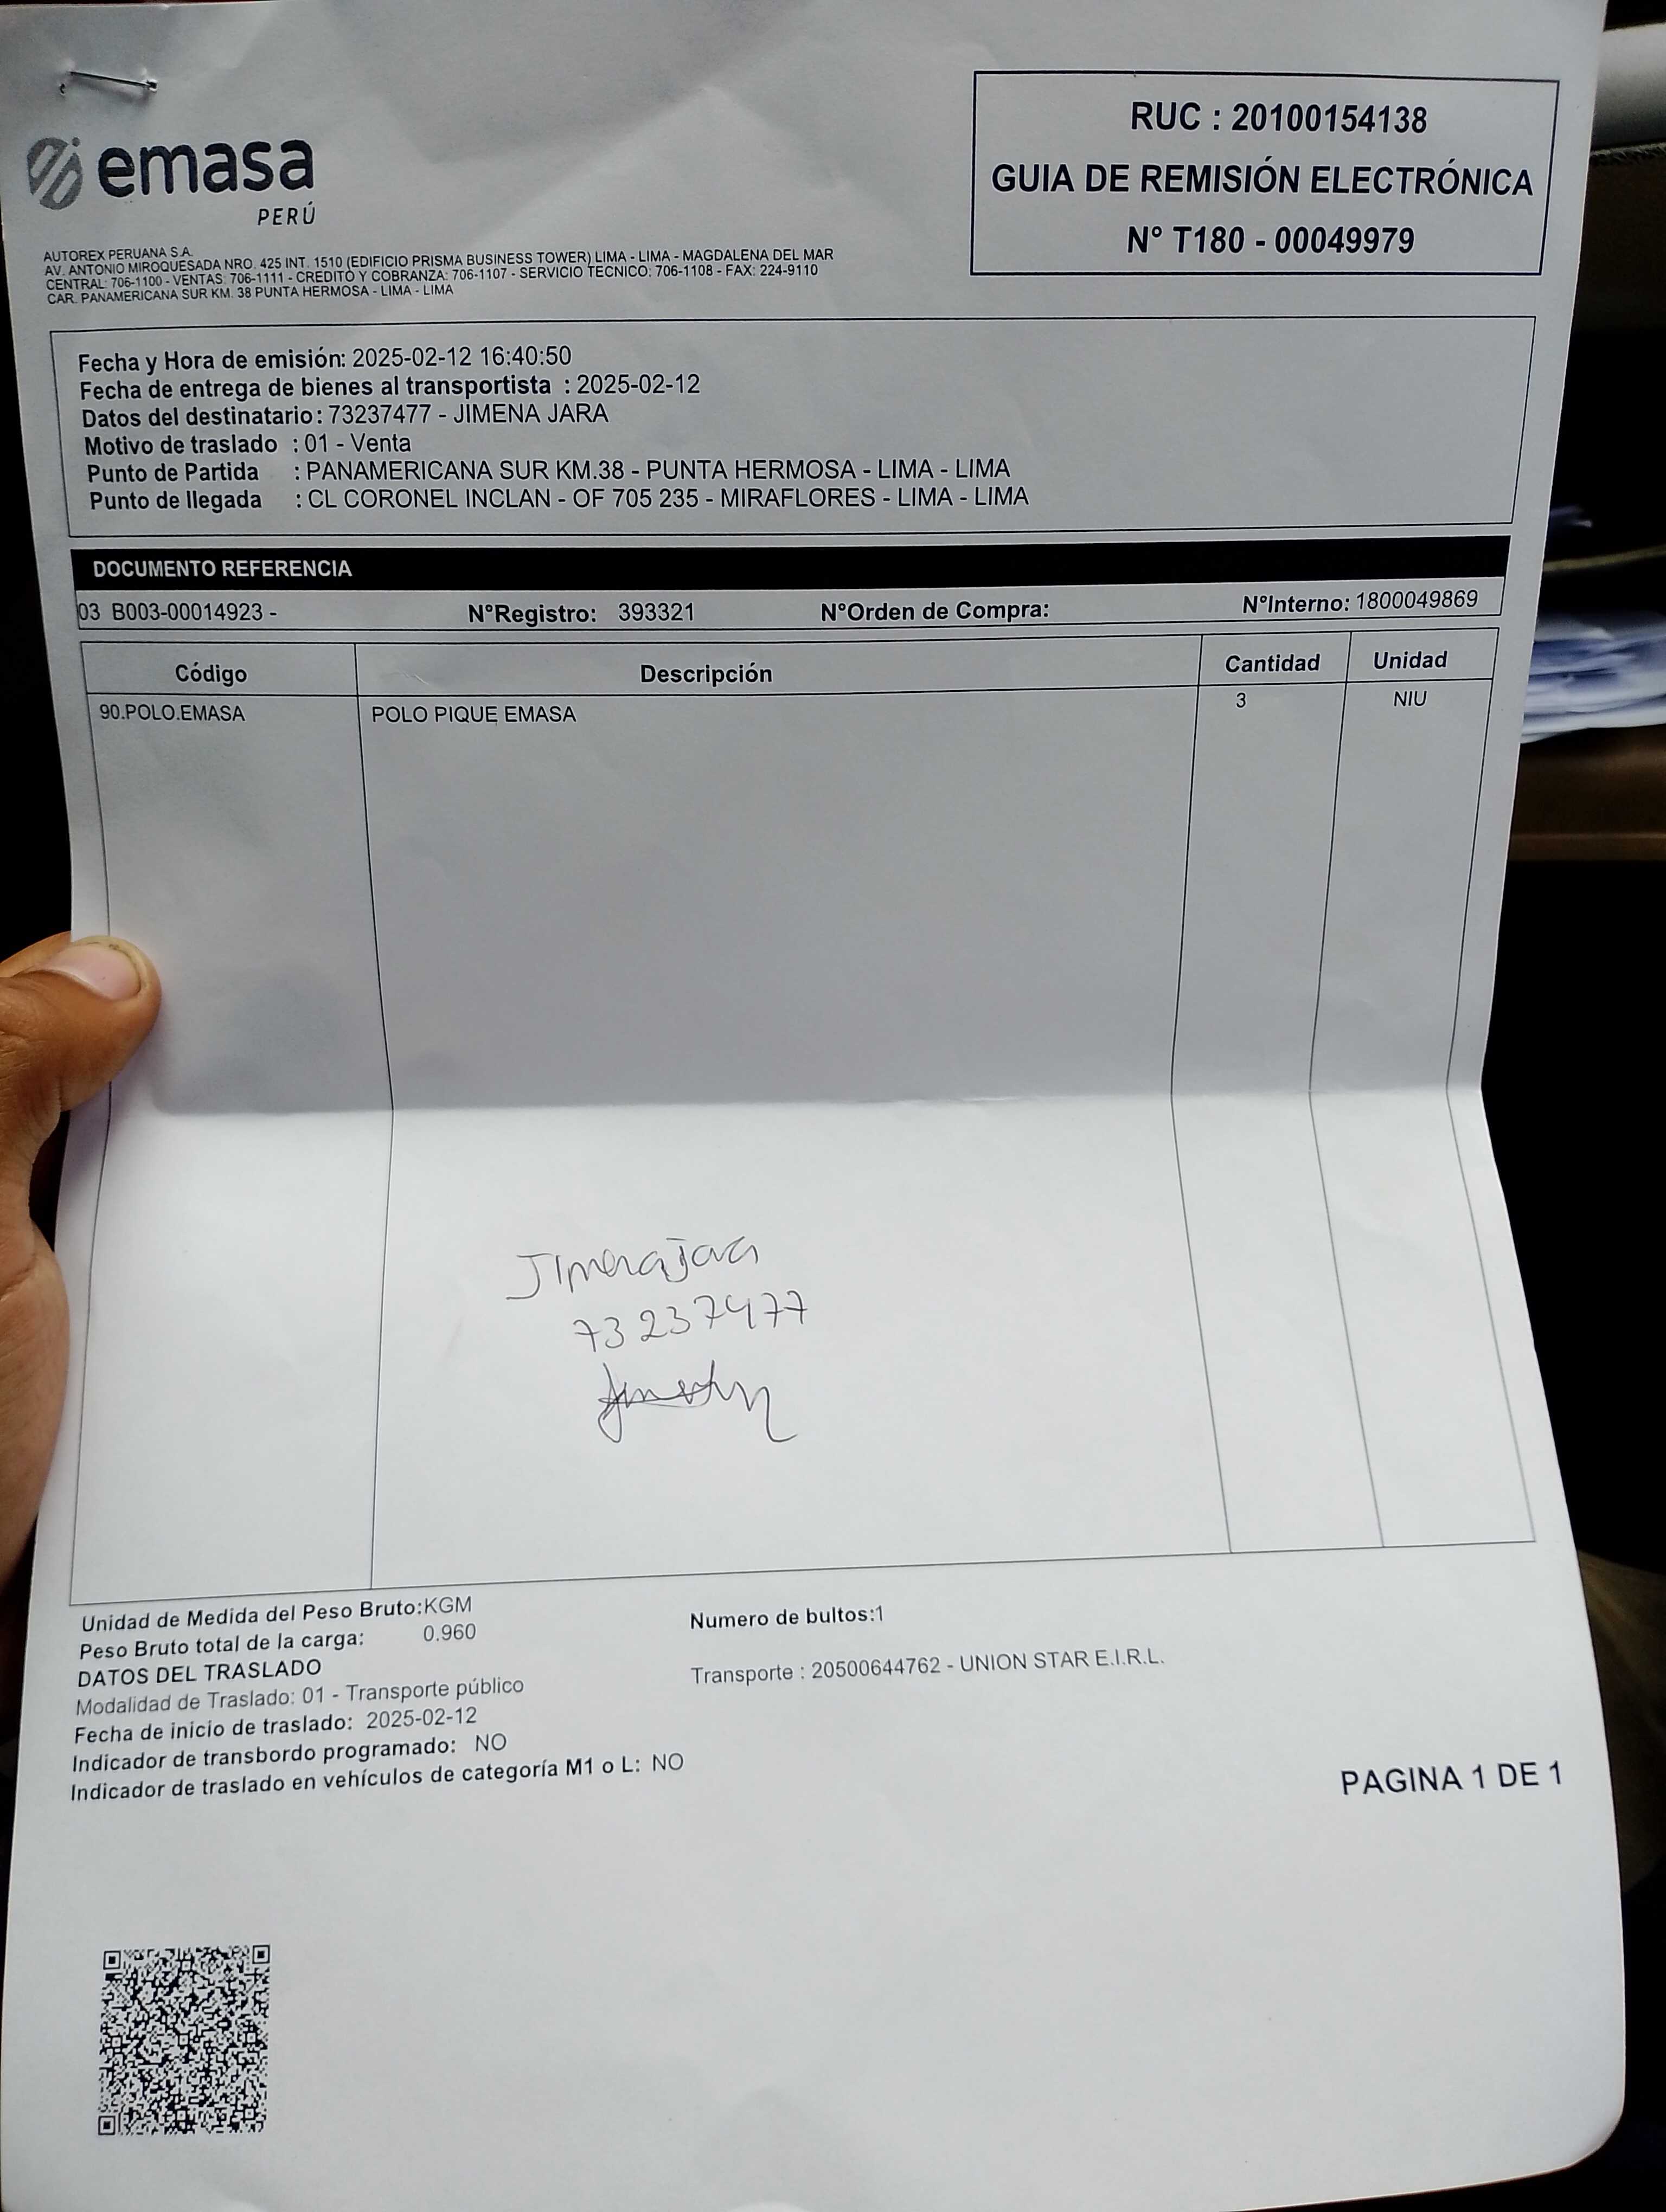 emasa
PERÚ
RUC : 20100154138
GUIA DE REMISIÓN ELECTRÓNICA
N° T180 - 00049979
AUTOREX PERUANA S.A.
AV. ANTONIO MIROQUESADA NRO. 425 INT. 1510 (EDIFICIO PRISMA BUSINESS TOWER) LIMA - LIMA - MAGDALENA DEL MAR
CENTRAL: 706-1100 - VENTAS: 706-1111 - CREDITO Y COBRANZA: 706-1107 - SERVICIO TECNICO: 706-1108 - FAX: 224-9110
CAR. PANAMERICANA SUR KM. 38 PUNTA HERMOSA - LIMA - LIMA
Fecha y Hora de emisión: 2025-02-12 16:40:50
Fecha de entrega de bienes al transportista : 2025-02-12
Datos del destinatario: 73237477 - JIMENA JARA
Motivo de traslado : 01 - Venta
Punto de Partida : PANAMERICANA SUR KM.38 - PUNTA HERMOSA - LIMA - LIMA
Punto de llegada : CL CORONEL INCLAN - OF 705 235 - MIRAFLORES - LIMA - LIMA
DOCUMENTO REFERENCIA
03 B003-00014923 - N°Registro: 393321 N°Orden de Compra: N°Interno: 1800049869
Código Descripción Cantidad Unidad
90.POLO.EMASA POLO PIQUE EMASA 3 NIU
Jimena Jara
73237477
Unidad de Medida del Peso Bruto:KGM
Numero de bultos:1
Peso Bruto total de la carga: 0.960
DATOS DEL TRASLADO
Transporte : 20500644762 - UNION STAR E.I.R.L.
Modalidad de Traslado: 01 - Transporte público
Fecha de inicio de traslado: 2025-02-12
Indicador de transbordo programado: NO
Indicador de traslado en vehículos de categoría M1 o L: NO
PAGINA 1 DE 1